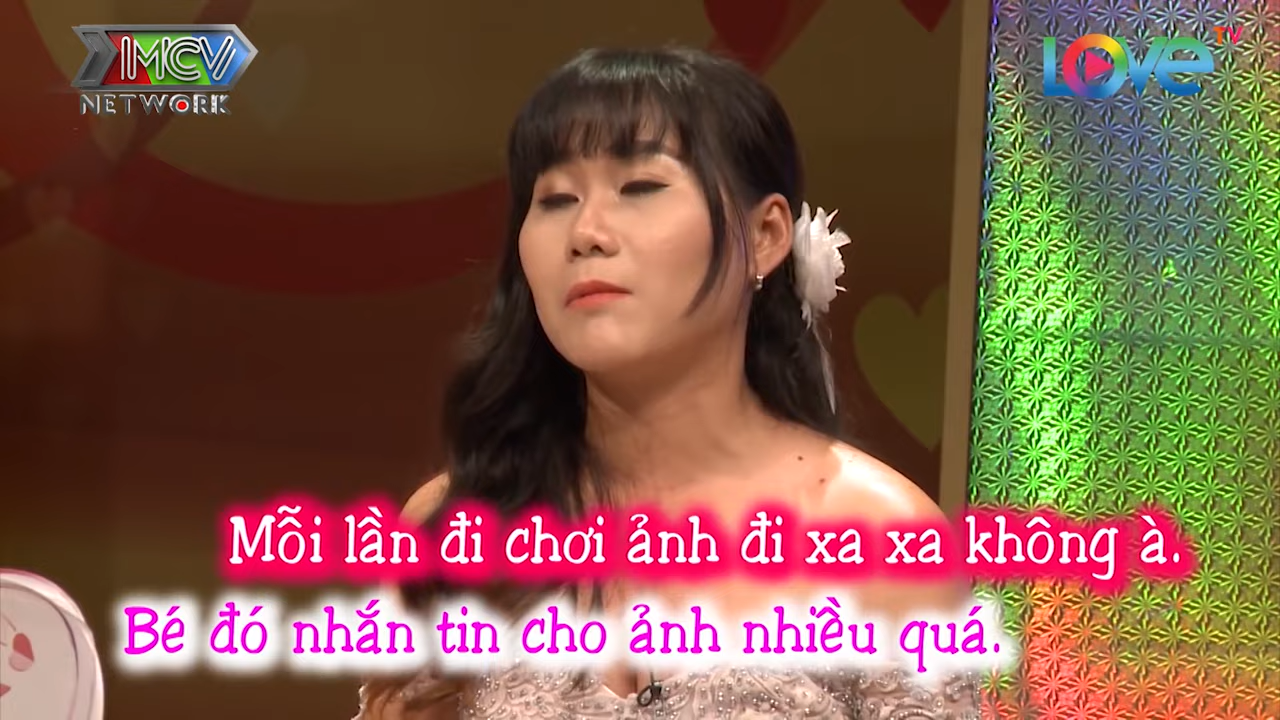 MCV
NETWORK
LOVE TV
Mỗi lần đi chơi ảnh đi xa xa không à.
Bé đó nhắn tin cho ảnh nhiều quá.